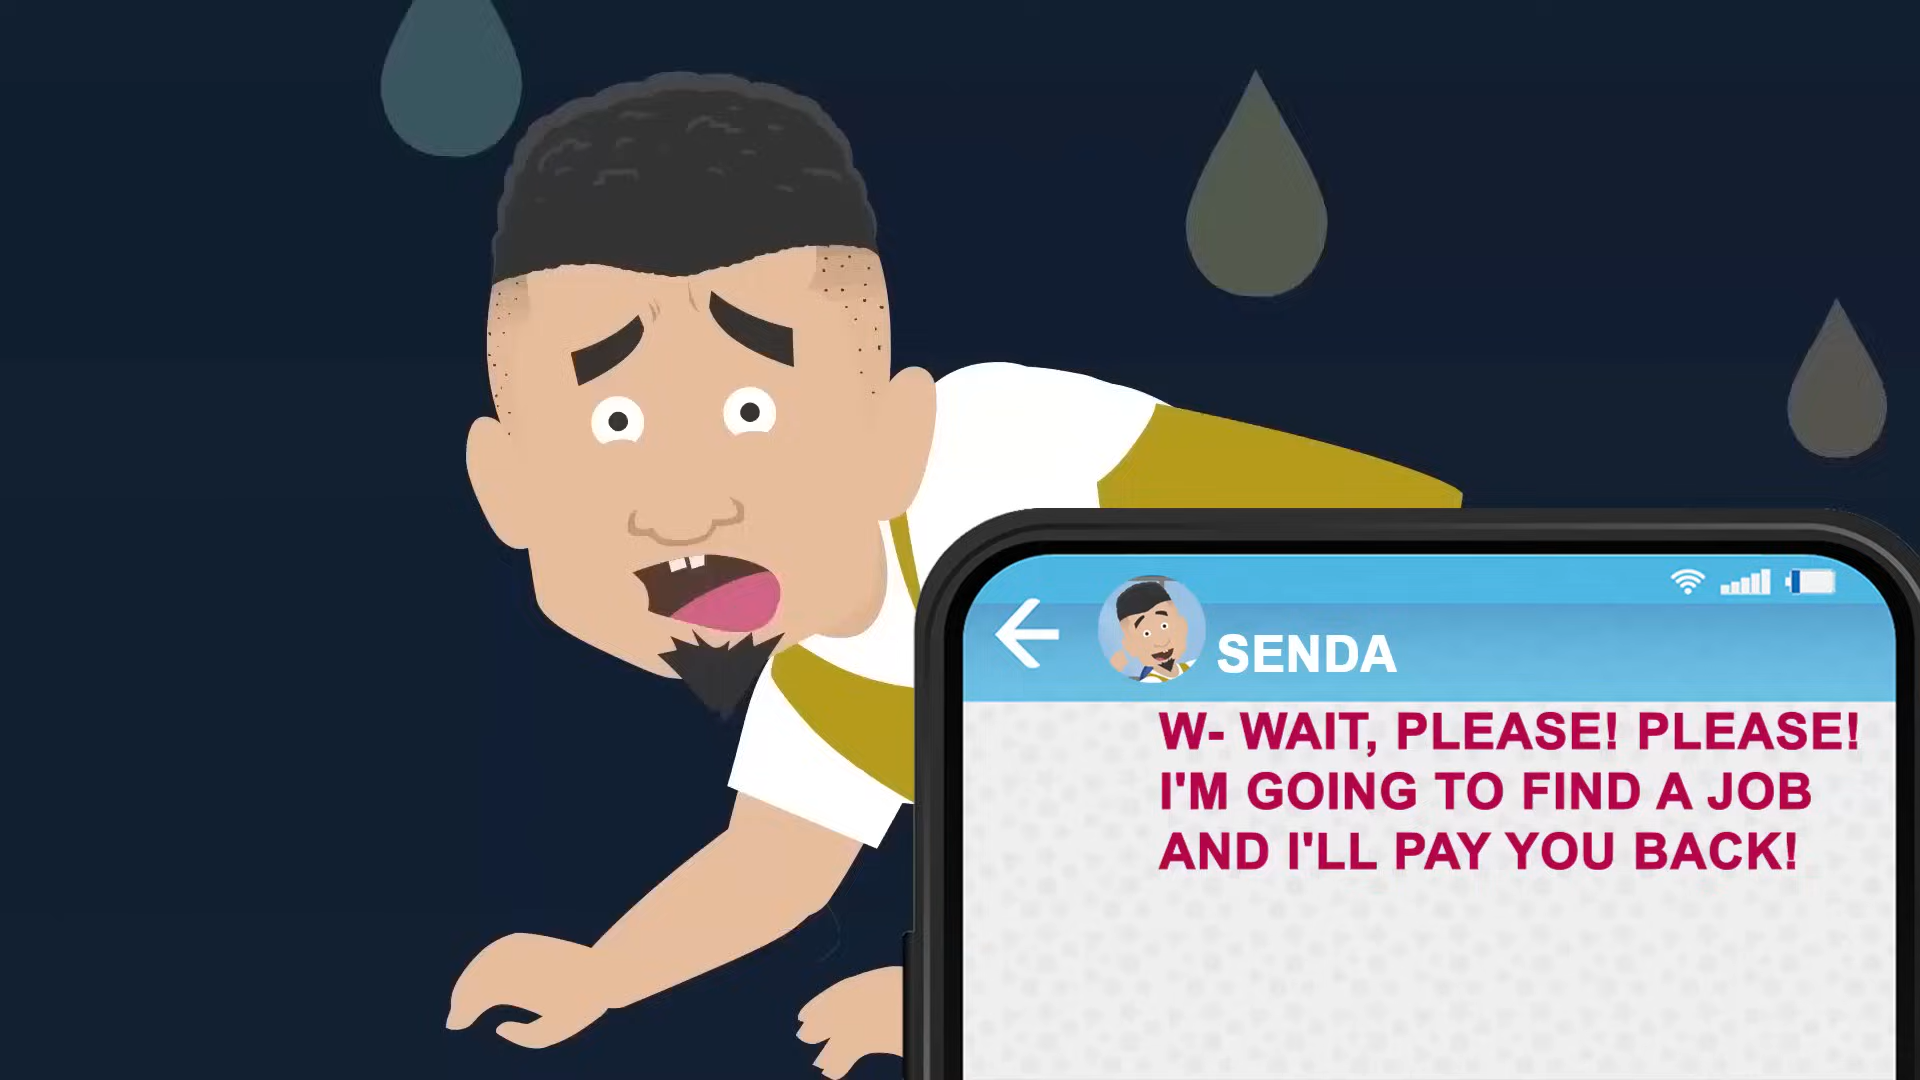 SENDA
W- WAIT, PLEASE! PLEASE!
I'M GOING TO FIND A JOB
AND I'LL PAY YOU BACK!